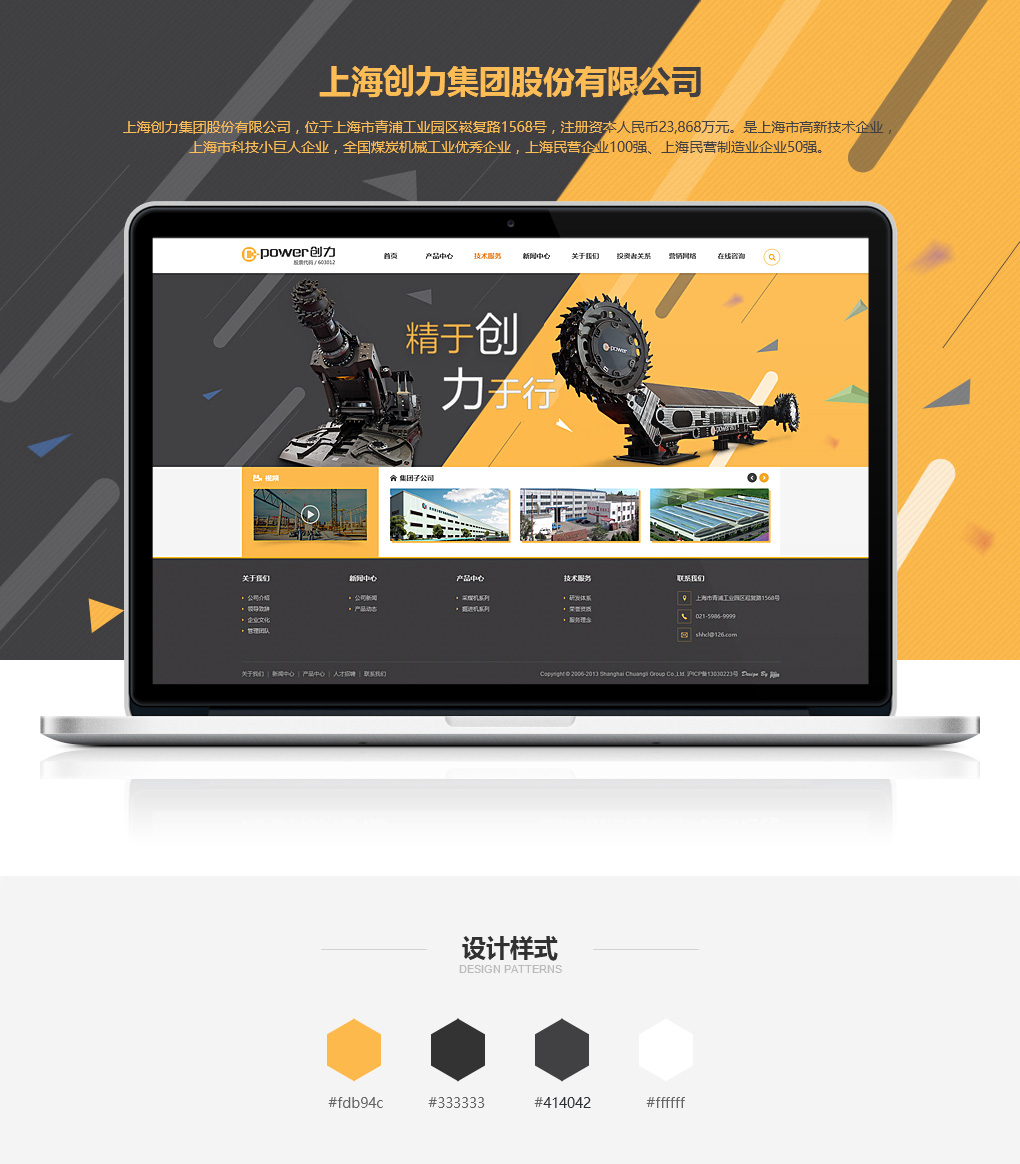 上海创力集团股份有限公司
上海创力集团股份有限公司，位于上海市青浦工业园区崧复路1568号，注册资本人民币23,868万元。是上海市高新技术企业，
上海市科技小巨人企业，全国煤炭机械工业优秀企业，上海民营企业100强、上海民营制造业企业50强。
power创力
股票代码 / 603012
首页 产品中心 技术服务 新闻中心 关于我们 投资者关系 营销网络 在线咨询
精于创
力于行
power
视频
集团子公司
关于我们 新闻中心 产品中心 技术服务 联系我们
公司介绍 公司新闻 采煤机系列 研发体系 上海市青浦工业园区崧复路1568号
领导致辞 产品动态 掘进机系列 荣誉资质
企业文化 服务理念 021-5986-9999
管理团队 shhcl@126.com
关于我们 | 新闻中心 | 产品中心 | 人才招聘 | 联系我们
Copyright © 2006-2013 Shanghai Chuangli Group Co.,Ltd. 沪ICP备13030223号 Design By
设计样式
DESIGN PATTERNS
#fdb94c #333333 #414042 #ffffff